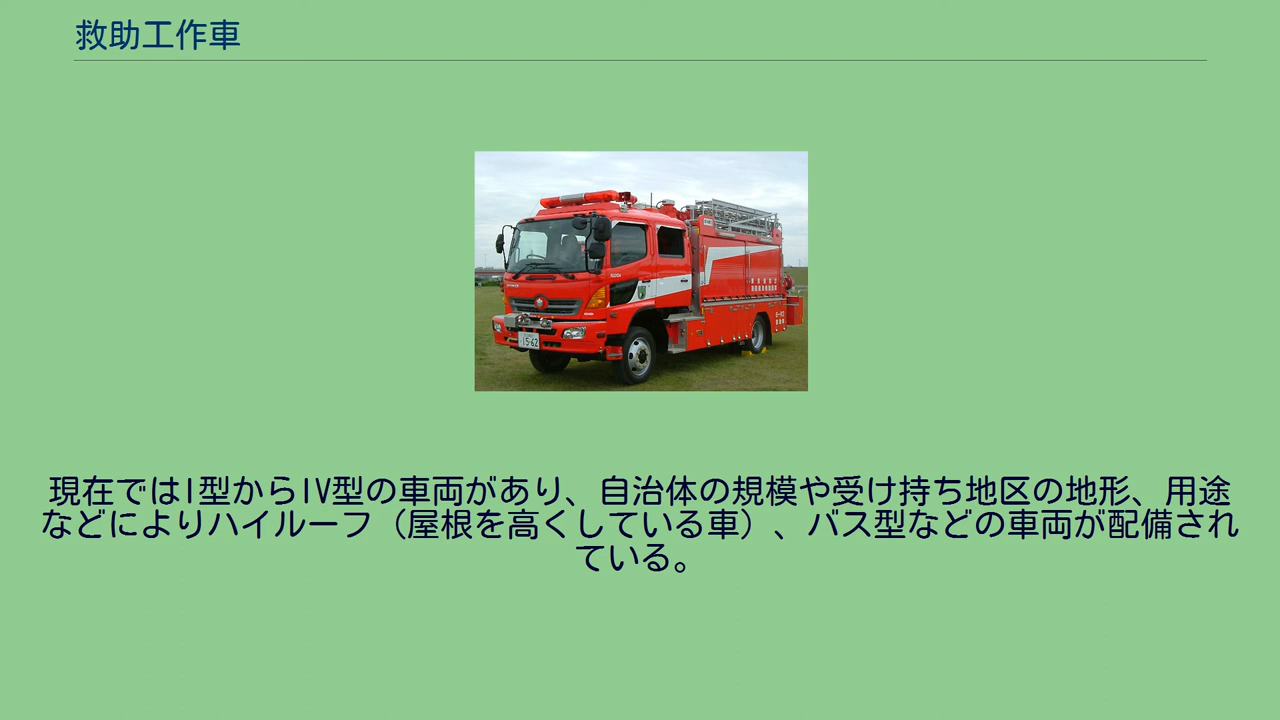 救助工作車
15-62
現在ではI型からIV型の車両があり、自治体の規模や受け持ち地区の地形、用途
などによりハイルーフ（屋根を高くしている車）、バス型などの車両が配備され
ている。